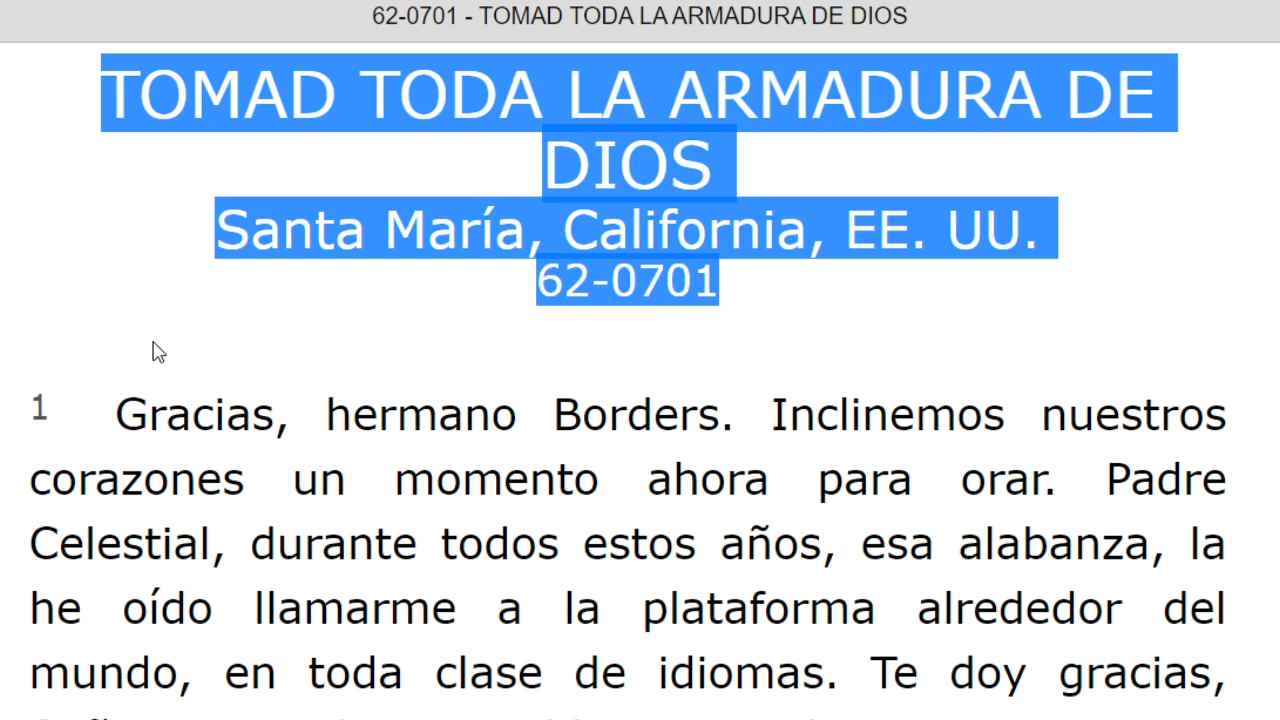 62-0701 - TOMAD TODA LA ARMADURA DE DIOS
TOMAD TODA LA ARMADURA DE
DIOS
Santa María, California, EE. UU.
62-0701
1 Gracias, hermano Borders. Inclinemos nuestros
corazones un momento ahora para orar. Padre
Celestial, durante todos estos años, esa alabanza, la
he oído llamarme a la plataforma alrededor del
mundo, en toda clase de idiomas. Te doy gracias,